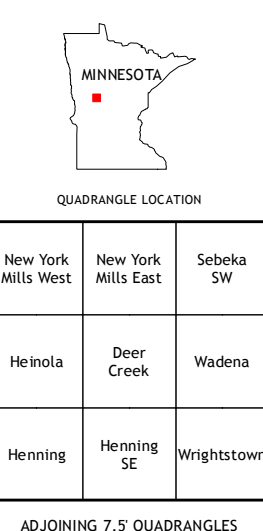 MINNESOTA
QUADRANGLE LOCATION
New York Mills West
New York Mills East
Sebeka SW
Heinola
Deer Creek
Wadena
Henning
Henning SE
Wrightstown
ADJOINING 7.5' QUADRANGLES